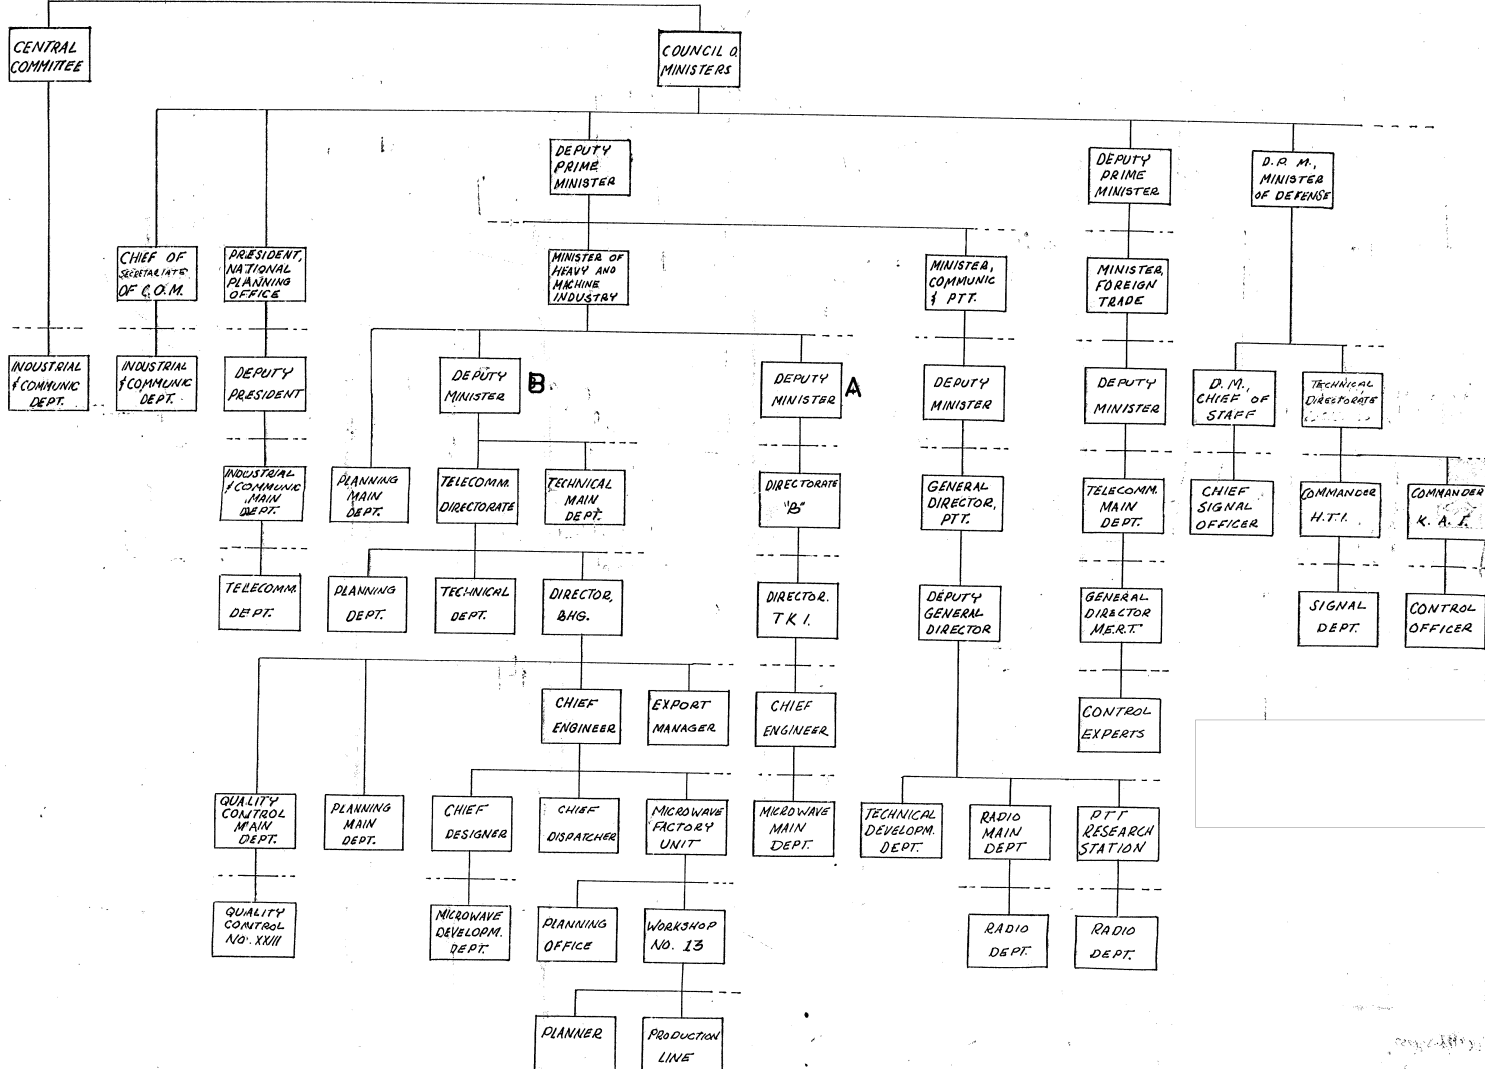 CENTRAL
COMMITTEE
COUNCIL O
MINISTERS
DEPUTY
PRIME
MINISTER
DEPUTY
PRIME
MINISTER
D.P.M.,
MINISTER
OF DEFENSE
CHIEF OF
SECRETARIATE
OF C.O.M.
PRESIDENT,
NATIONAL
PLANNING
OFFICE
MINISTER OF
HEAVY AND
MACHINE
INDUSTRY
MINISTER,
COMMUNIC
& PTT.
MINISTER,
FOREIGN
TRADE
INDUSTRIAL
& COMMUNIC
DEPT.
INDUSTRIAL
& COMMUNIC
DEPT.
DEPUTY
PRESIDENT
DEPUTY
MINISTER
B
DEPUTY
MINISTER
A
DEPUTY
MINISTER
DEPUTY
MINISTER
D.M.,
CHIEF OF
STAFF
TECHNICAL
DIRECTORATE
INDUSTRIAL
& COMMUNIC
MAIN
DEPT.
PLANNING
MAIN
DEPT.
TELECOMM.
DIRECTORATE
TECHNICAL
MAIN
DEPT.
DIRECTORATE
"B"
GENERAL
DIRECTOR,
PTT.
TELECOMM.
MAIN
DEPT.
CHIEF
SIGNAL
OFFICER
COMMANDER
H.T.I.
COMMANDER
K. A. F.
TELECOMM.
DEPT.
PLANNING
DEPT.
TECHNICAL
DEPT.
DIRECTOR,
BHG.
DIRECTOR.
T K I.
DEPUTY
GENERAL
DIRECTOR
GENERAL
DIRECTOR
M.E.R.T.
SIGNAL
DEPT.
CONTROL
OFFICER
CHIEF
ENGINEER
EXPORT
MANAGER
CHIEF
ENGINEER
CONTROL
EXPERTS
QUALITY
CONTROL
MAIN
DEPT.
PLANNING
MAIN
DEPT.
CHIEF
DESIGNER
CHIEF
DISPATCHER
MICROWAVE
FACTORY
UNIT
MICROWAVE
MAIN
DEPT.
TECHNICAL
DEVELOPM.
DEPT.
RADIO
MAIN
DEPT
PTT
RESEARCH
STATION
QUALITY
CONTROL
NO. XXIII
MICROWAVE
DEVELOPM.
DEPT.
PLANNING
OFFICE
WORKSHOP
NO. 13
RADIO
DEPT.
RADIO
DEPT.
PLANNER
PRODUCTION
LINE